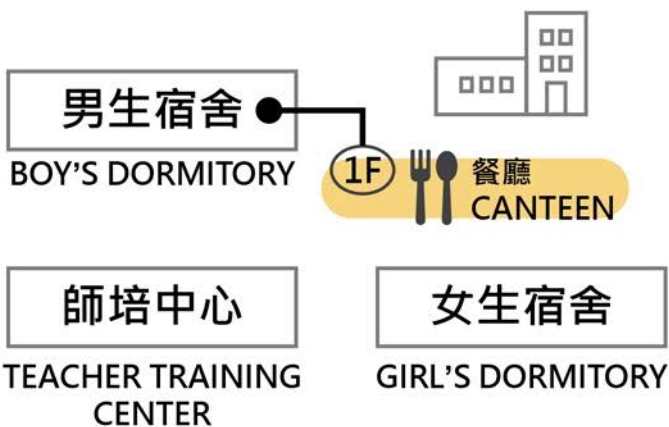 男生宿舍
BOY'S DORMITORY
1F
餐廳
CANTEEN
師培中心
TEACHER TRAINING
CENTER
女生宿舍
GIRL'S DORMITORY